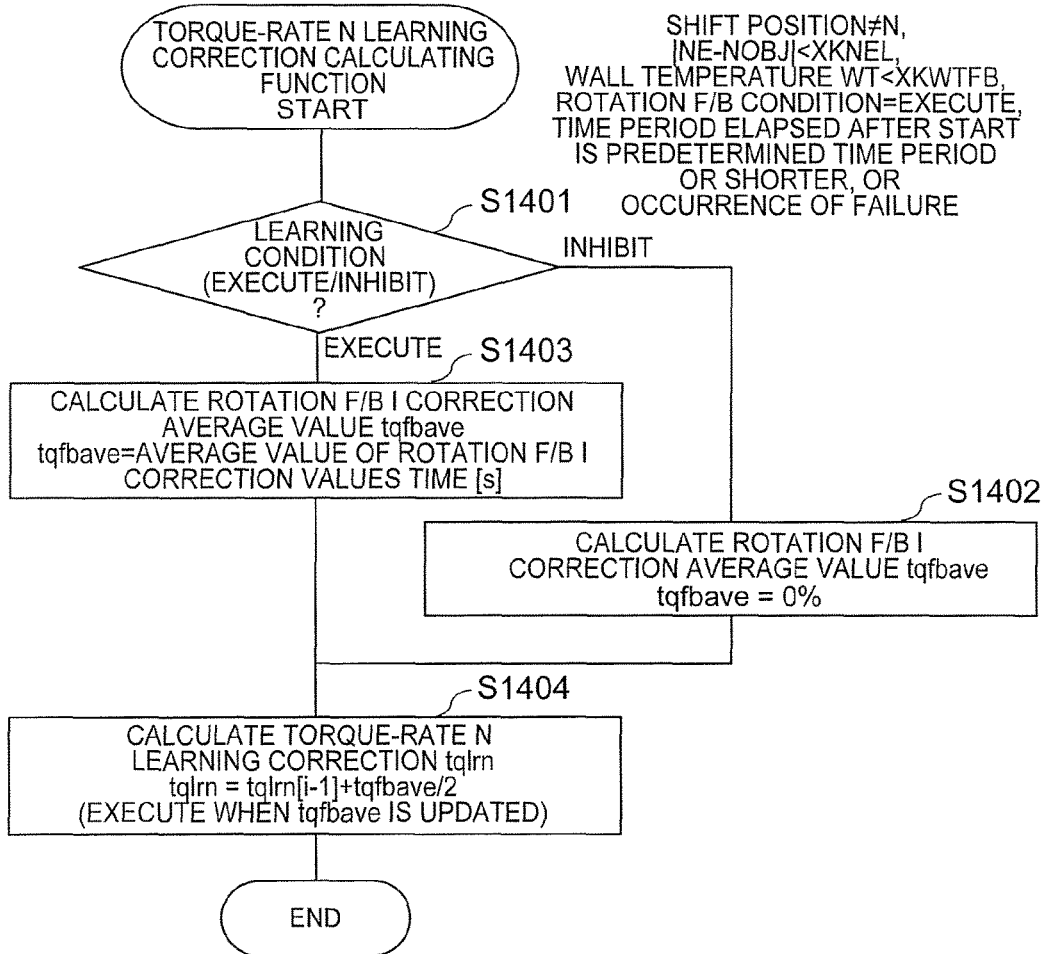 TORQUE-RATE N LEARNING
CORRECTION CALCULATING
FUNCTION
START
SHIFT POSITION≠N,
|NE-NOBJ|<XKNEL,
WALL TEMPERATURE WT<XKWTFB,
ROTATION F/B CONDITION=EXECUTE,
TIME PERIOD ELAPSED AFTER START
IS PREDETERMINED TIME PERIOD
OR SHORTER, OR
OCCURRENCE OF FAILURE
S1401
LEARNING
CONDITION
(EXECUTE/INHIBIT)
?
INHIBIT
EXECUTE
S1403
CALCULATE ROTATION F/B I CORRECTION
AVERAGE VALUE tqfbave
tqfbave=AVERAGE VALUE OF ROTATION F/B I
CORRECTION VALUES TIME [s]
S1402
CALCULATE ROTATION F/B I
CORRECTION AVERAGE VALUE tqfbave
tqfbave = 0%
S1404
CALCULATE TORQUE-RATE N
LEARNING CORRECTION tqlrn
tqlrn = tqlrn[i-1]+tqfbave/2
(EXECUTE WHEN tqfbave IS UPDATED)
END